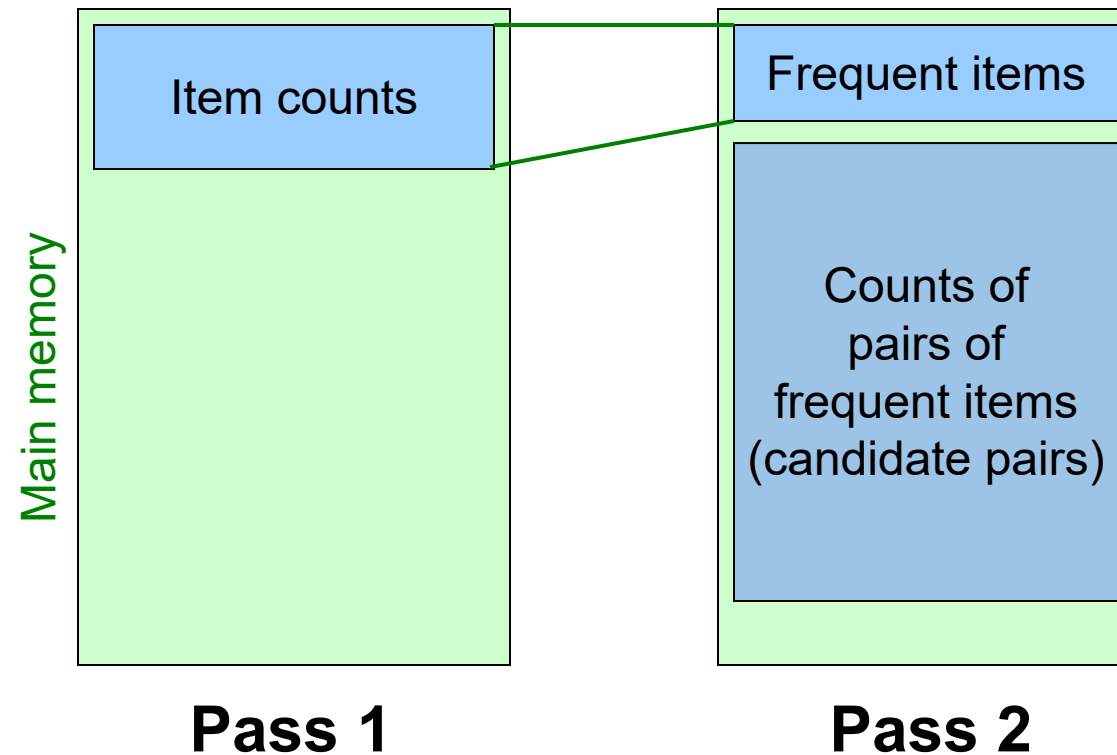 Main memory
Item counts
Frequent items
Counts of
pairs of
frequent items
(candidate pairs)
Pass 1
Pass 2